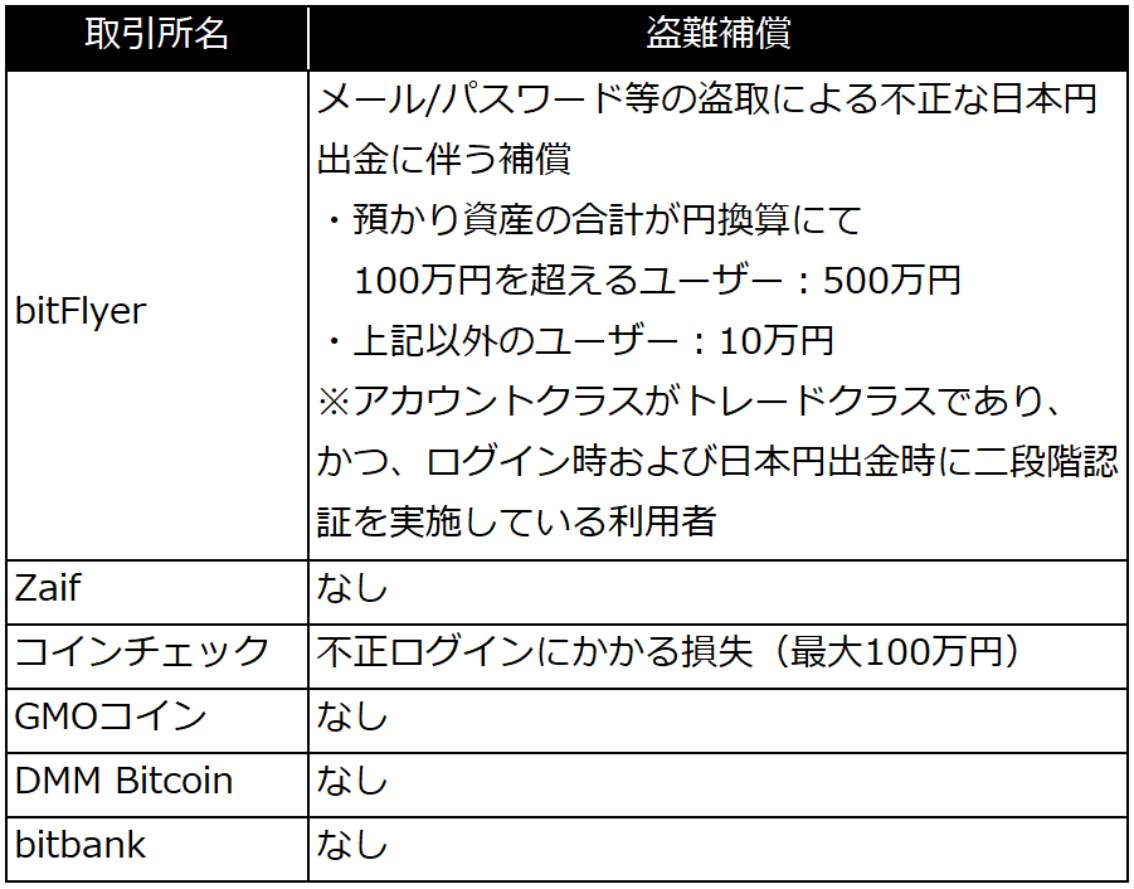 取引所名 盗難補償
bitFlyer
メール/パスワード等の盗取による不正な日本円
出金に伴う補償
・預かり資産の合計が円換算にて
100万円を超えるユーザー：500万円
・上記以外のユーザー：10万円
※アカウントクラスがトレードクラスであり、
かつ、ログイン時および日本円出金時に二段階認
証を実施している利用者
Zaif なし
コインチェック 不正ログインにかかる損失（最大100万円）
GMOコイン なし
DMM Bitcoin なし
bitbank なし